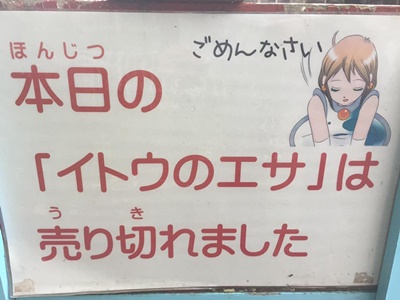 ごめんなさい
ほんじつ
本日の
「イトウのエサ」は
うき
売り切れました